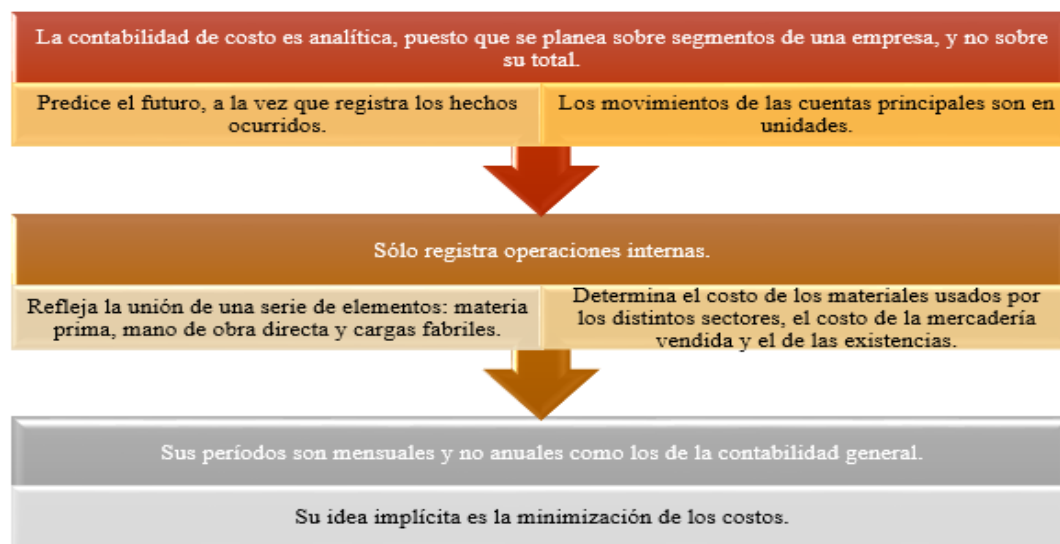 La contabilidad de costo es analítica, puesto que se planea sobre segmentos de una empresa, y no sobre
su total.
Predice el futuro, a la vez que registra los hechos
ocurridos.
Los movimientos de las cuentas principales son en
unidades.
Sólo registra operaciones internas.
Refleja la unión de una serie de elementos: materia
prima, mano de obra directa y cargas fabriles.
Determina el costo de los materiales usados por
los distintos sectores, el costo de la mercadería
vendida y el de las existencias.
Sus períodos son mensuales y no anuales como los de la contabilidad general.
Su idea implícita es la minimización de los costos.